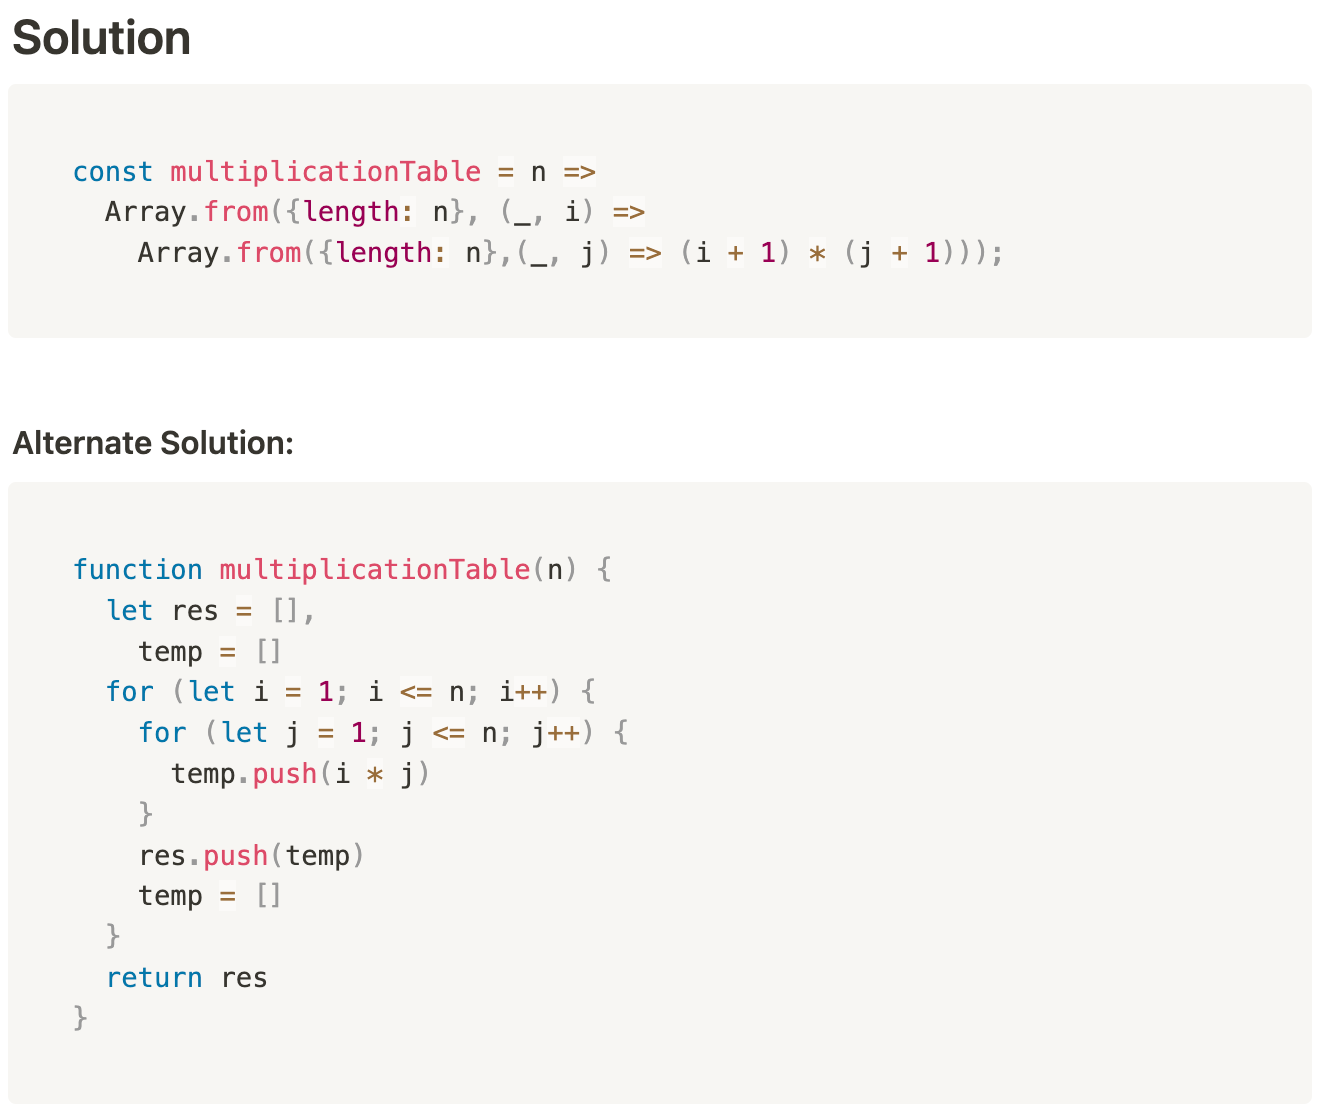 Solution
const multiplicationTable = n =>
  Array.from({length: n}, (_, i) =>
    Array.from({length: n},(_, j) => (i + 1) * (j + 1)));
Alternate Solution:
function multiplicationTable(n) {
  let res = [],
    temp = []
  for (let i = 1; i <= n; i++) {
    for (let j = 1; j <= n; j++) {
      temp.push(i * j)
    }
    res.push(temp)
    temp = []
  }
  return res
}